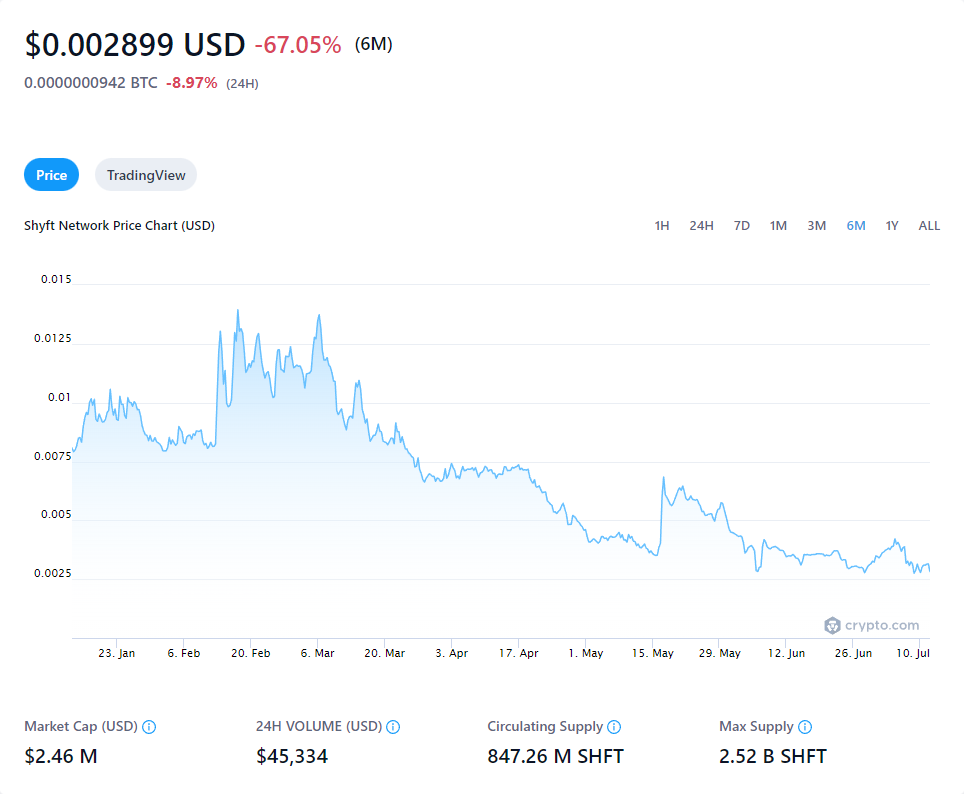 $0.002899 USD -67.05% (6M)
0.0000000942 BTC -8.97% (24H)
Price TradingView
Shyft Network Price Chart (USD) 1H 24H 7D 1M 3M 6M 1Y ALL
0.015
0.0125
0.01
0.0075
0.005
0.0025
crypto.com
23. Jan 6. Feb 20. Feb 6. Mar 20. Mar 3. Apr 17. Apr 1. May 15. May 29. May 12. Jun 26. Jun 10. Jul
Market Cap (USD) 24H VOLUME (USD) Circulating Supply Max Supply
$2.46 M $45,334 847.26 M SHFT 2.52 B SHFT